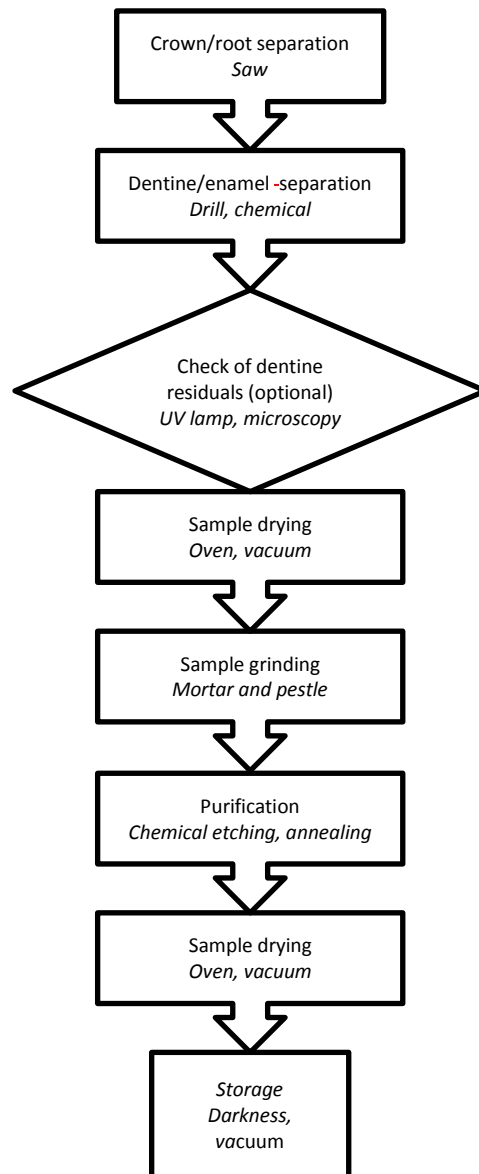 Crown/root separation
Saw
Dentine/enamel -separation
Drill, chemical
Check of dentine
residuals (optional)
UV lamp, microscopy
Sample drying
Oven, vacuum
Sample grinding
Mortar and pestle
Purification
Chemical etching, annealing
Sample drying
Oven, vacuum
Storage
Darkness,
vacuum